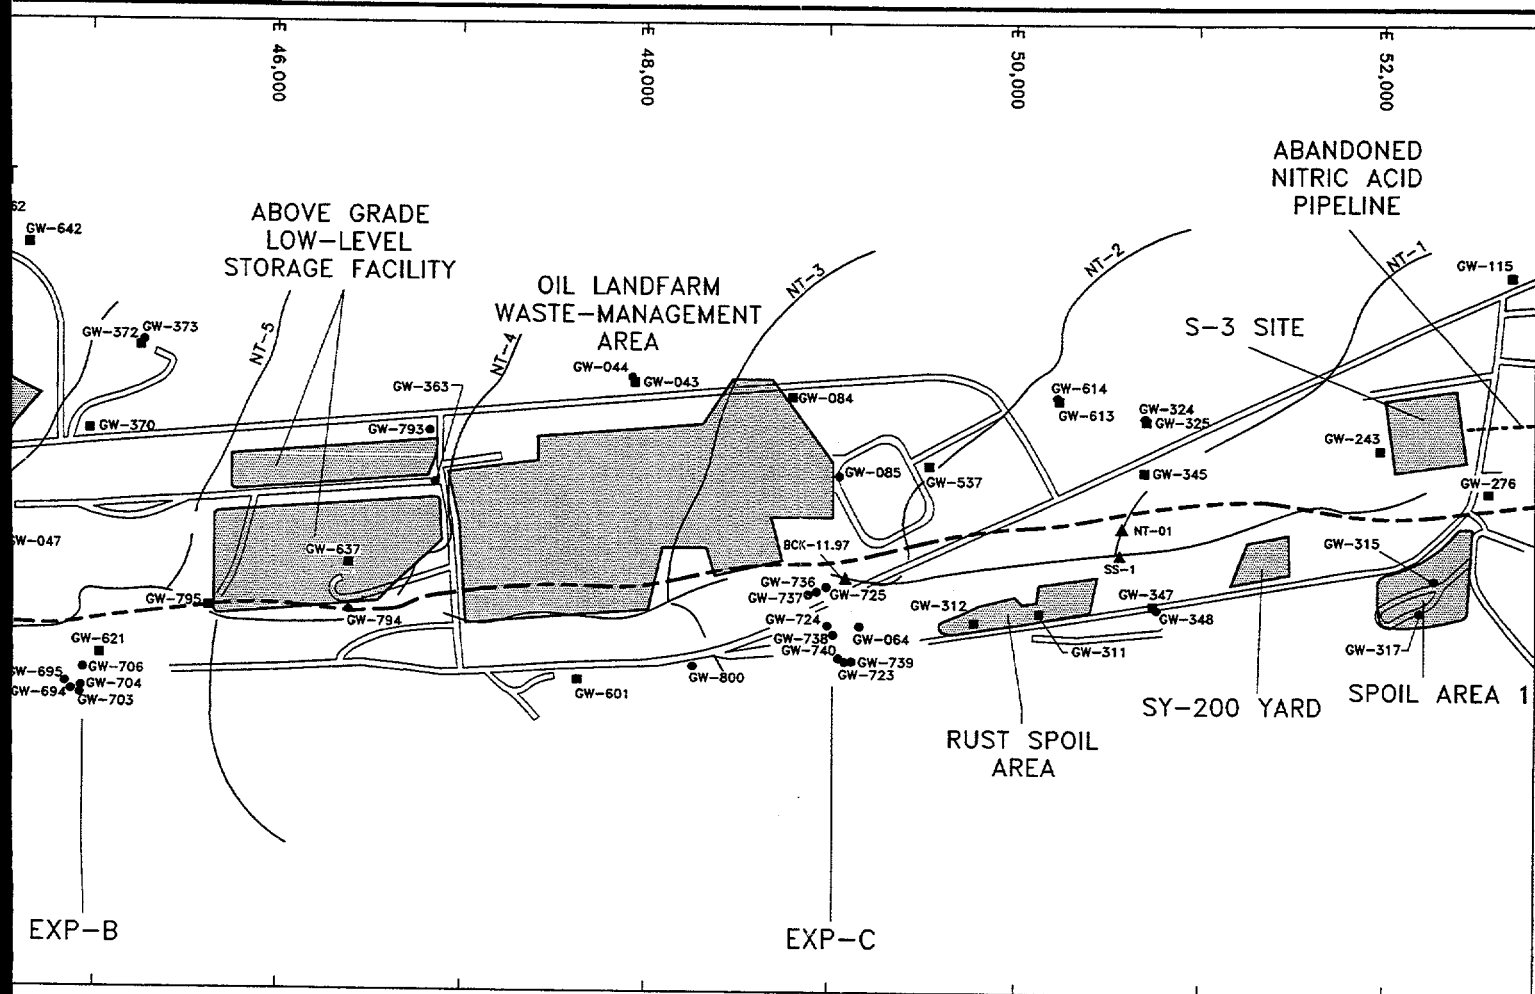 E 46,000
E 48,000
E 50,000
E 52,000
ABANDONED
NITRIC ACID
PIPELINE
62
GW-642
ABOVE GRADE
LOW-LEVEL
STORAGE FACILITY
OIL LANDFARM
WASTE-MANAGEMENT
AREA
NT-3
NT-2
NT-1
GW-115
S-3 SITE
GW-372
GW-373
NT-5
NT-4
GW-044
GW-043
GW-363
GW-084
GW-614
GW-613
GW-324
GW-325
GW-370
GW-793
GW-243
GW-085
GW-537
GW-345
GW-276
GW-047
GW-637
BCK-11.97
NT-01
SS-1
GW-315
GW-736
GW-737
GW-725
GW-795
GW-794
GW-312
GW-347
GW-348
GW-724
GW-738
GW-064
GW-740
GW-739
GW-723
GW-311
GW-317
GW-621
GW-706
GW-695
GW-704
GW-694
GW-703
GW-601
GW-800
RUST SPOIL
AREA
SY-200 YARD
SPOIL AREA 1
EXP-B
EXP-C